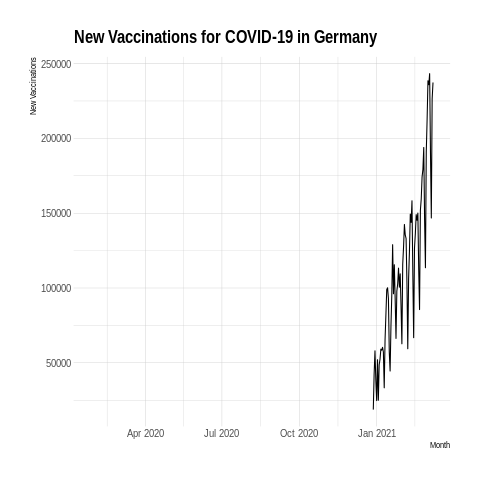 New Vaccinations for COVID-19 in Germany
New Vaccinations
250000
200000
150000
100000
50000
Apr 2020 Jul 2020 Oct 2020 Jan 2021
Month